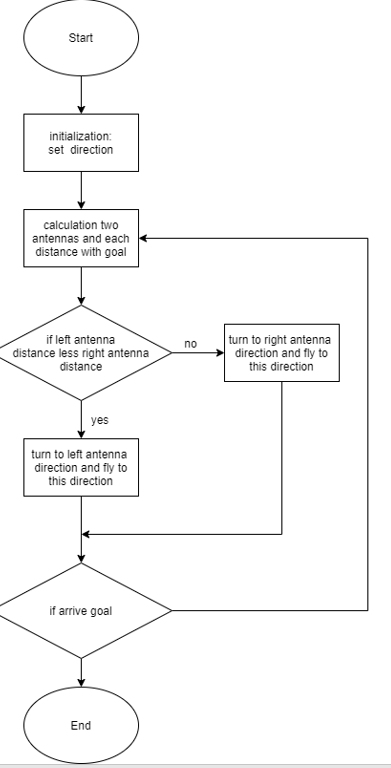 Start
initialization:
set direction
calculation two
antennas and each
distance with goal
if left antenna
distance less right antenna
distance
no
turn to right antenna
direction and fly to
this direction
yes
turn to left antenna
direction and fly to
this direction
if arrive goal
End